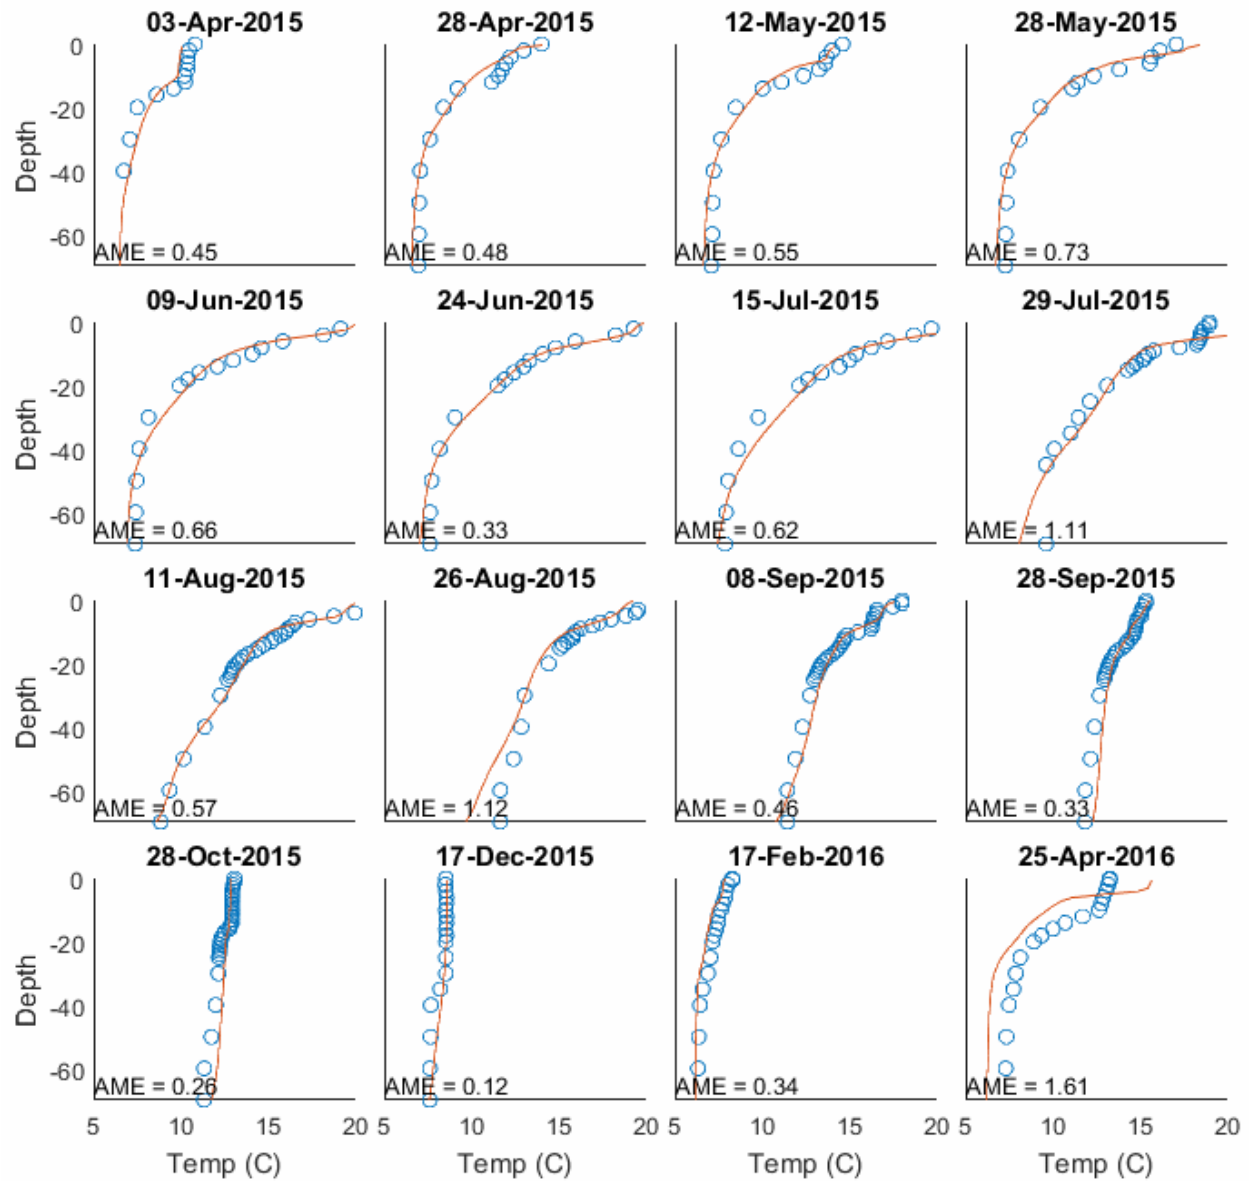 03-Apr-2015 28-Apr-2015 12-May-2015 28-May-2015
0
-20
-40
-60
Depth
AME = 0.45 AME = 0.48 AME = 0.55 AME = 0.73
09-Jun-2015 24-Jun-2015 15-Jul-2015 29-Jul-2015
0
-20
-40
-60
Depth
AME = 0.66 AME = 0.33 AME = 0.62 AME = 1.11
11-Aug-2015 26-Aug-2015 08-Sep-2015 28-Sep-2015
0
-20
-40
-60
Depth
AME = 0.57 AME = 1.12 AME = 0.46 AME = 0.33
28-Oct-2015 17-Dec-2015 17-Feb-2016 25-Apr-2016
0
-20
-40
-60
Depth
AME = 0.26 AME = 0.12 AME = 0.34 AME = 1.61
5 10 15 20 5 10 15 20 5 10 15 20 5 10 15 20
Temp (C) Temp (C) Temp (C) Temp (C)